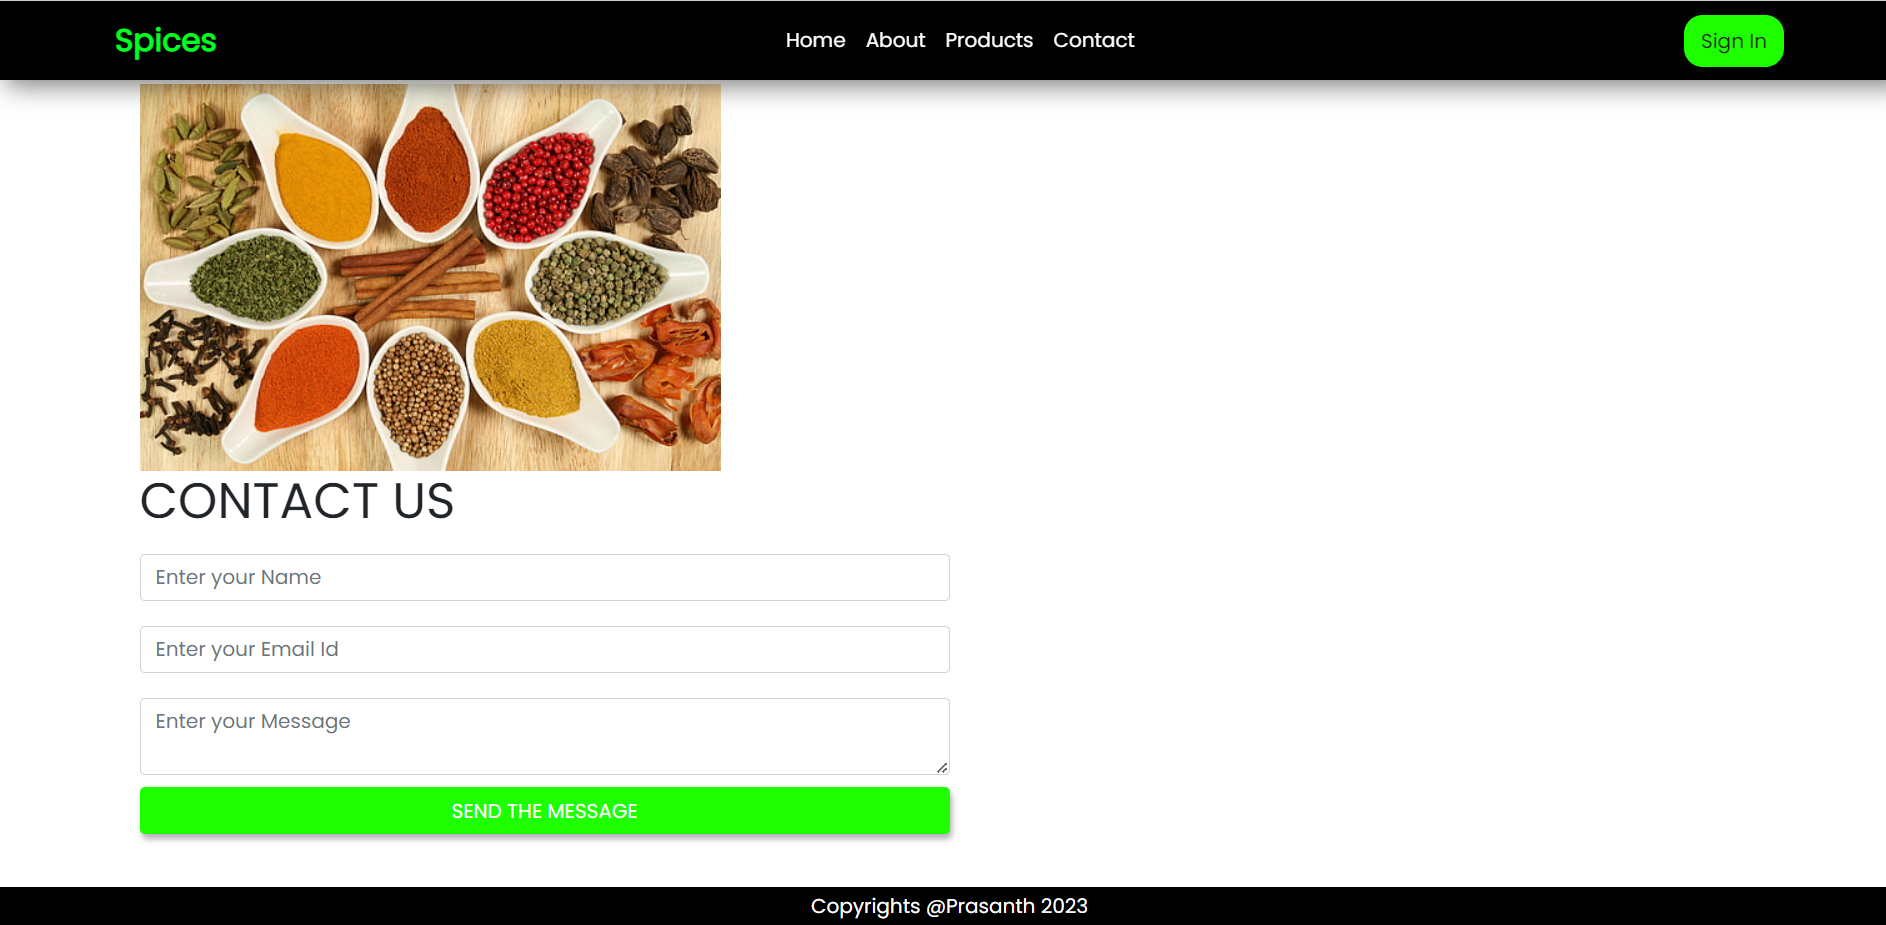 Spices
Home About Products Contact
Sign In
CONTACT US
Enter your Name
Enter your Email Id
Enter your Message
SEND THE MESSAGE
Copyrights @Prasanth 2023